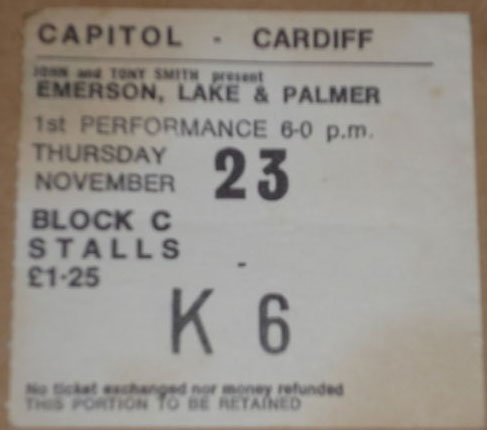 CAPITOL - CARDIFF
JOHN and TONY SMITH present
EMERSON, LAKE & PALMER
1st PERFORMANCE 6-0 p.m.
THURSDAY
NOVEMBER 23
BLOCK C
STALLS
£1·25
K 6
No ticket exchanged nor money refunded
THIS PORTION TO BE RETAINED